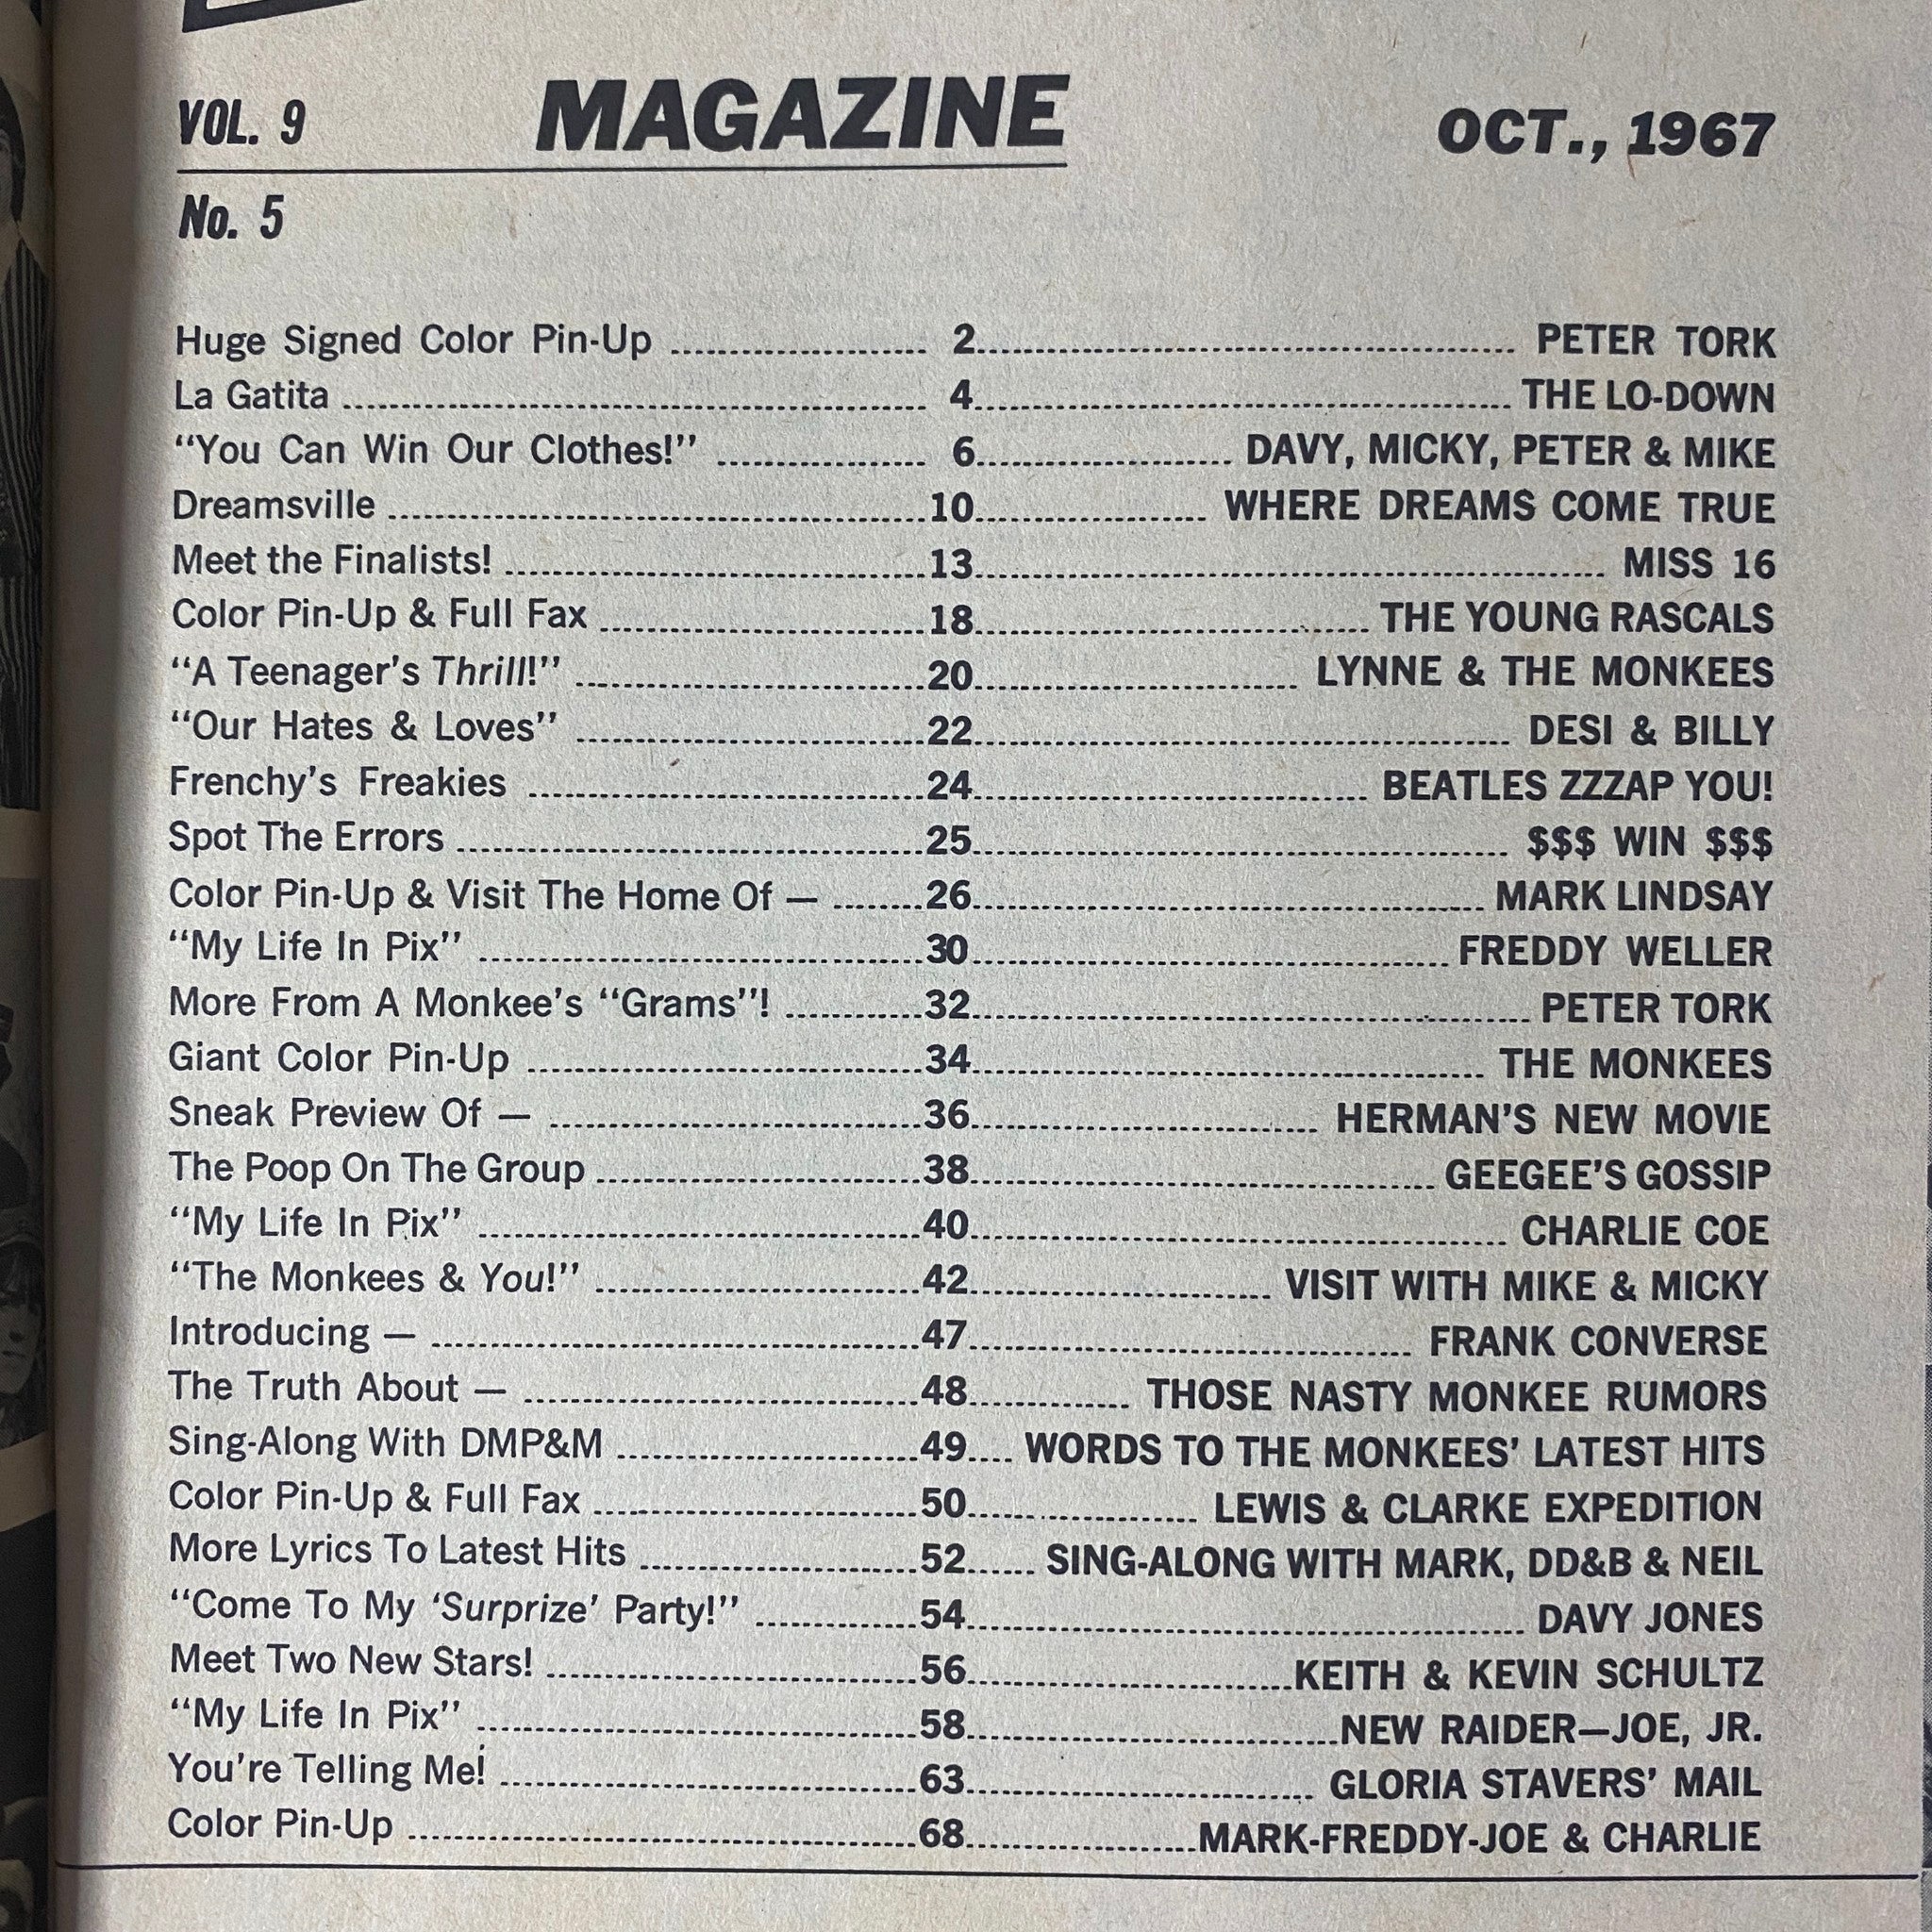 VOL. 9 MAGAZINE OCT., 1967
No. 5
Huge Signed Color Pin-Up ........ 2 ........ PETER TORK
La Gatita ........ 4 ........ THE LO-DOWN
“You Can Win Our Clothes!” ........ 6 ........ DAVY, MICKY, PETER & MIKE
Dreamsville ........ 10 ........ WHERE DREAMS COME TRUE
Meet the Finalists! ........ 13 ........ MISS 16
Color Pin-Up & Full Fax ........ 18 ........ THE YOUNG RASCALS
“A Teenager’s Thrill!” ........ 20 ........ LYNNE & THE MONKEES
“Our Hates & Loves” ........ 22 ........ DESI & BILLY
Frenchy’s Freakies ........ 24 ........ BEATLES ZZZAP YOU!
Spot The Errors ........ 25 ........ $$$ WIN $$$
Color Pin-Up & Visit The Home Of — ........ 26 ........ MARK LINDSAY
“My Life In Pix” ........ 30 ........ FREDDY WELLER
More From A Monkee’s “Grams”! ........ 32 ........ PETER TORK
Giant Color Pin-Up ........ 34 ........ THE MONKEES
Sneak Preview Of — ........ 36 ........ HERMAN’S NEW MOVIE
The Poop On The Group ........ 38 ........ GEEGEE’S GOSSIP
“My Life In Pix” ........ 40 ........ CHARLIE COE
“The Monkees & You!” ........ 42 ........ VISIT WITH MIKE & MICKY
Introducing — ........ 47 ........ FRANK CONVERSE
The Truth About — ........ 48 ........ THOSE NASTY MONKEE RUMORS
Sing-Along With DMP&M ........ 49 .... WORDS TO THE MONKEES’ LATEST HITS
Color Pin-Up & Full Fax ........ 50 ........ LEWIS & CLARKE EXPEDITION
More Lyrics To Latest Hits ........ 52 ...... SING-ALONG WITH MARK, DD&B & NEIL
“Come To My ‘Surprize’ Party!” ........ 54 ........ DAVY JONES
Meet Two New Stars! ........ 56 ........ KEITH & KEVIN SCHULTZ
“My Life In Pix” ........ 58 ........ NEW RAIDER—JOE, JR.
You’re Telling Me! ........ 63 ........ GLORIA STAVERS’ MAIL
Color Pin-Up ........ 68 ........ MARK-FREDDY-JOE & CHARLIE